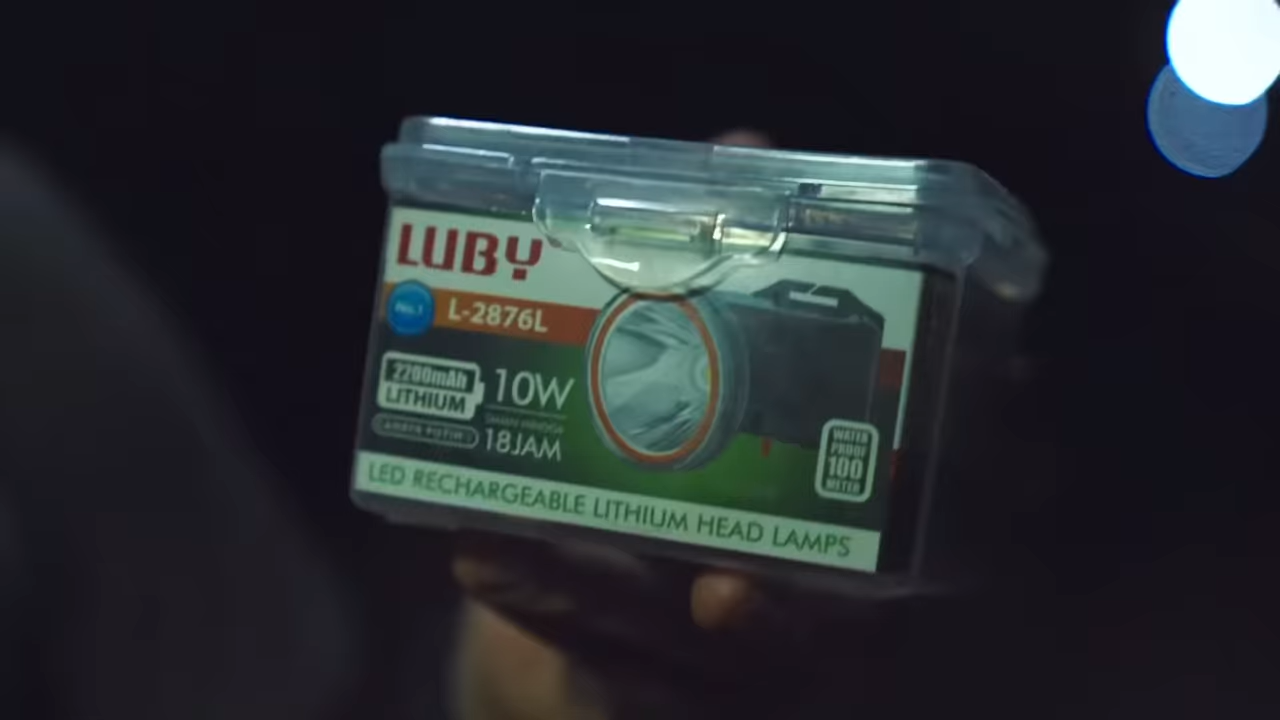 LUBY
No.1
L-2876L
2200mAh
LITHIUM
10W
18JAM
WATER
PROOF
100
METER
LED RECHARGEABLE LITHIUM HEAD LAMPS